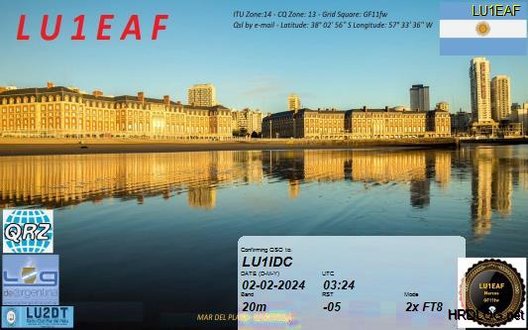 LU1EAF
ITU Zone:14 - CQ Zone: 13 - Grid Square: GF11fw
Qsl by e-mail - Latitude: 38° 02' 56'' S Longitude: 57° 33' 36'' W
LU1EAF
QRZ
LU2DT
Confirming QSO to:
LU1IDC
DATE (D-M-Y) UTC
02-02-2024 03:24
Band RST Mode
20m -05 2x FT8
MAR DEL PLATA
LU1EAF
GF11fw